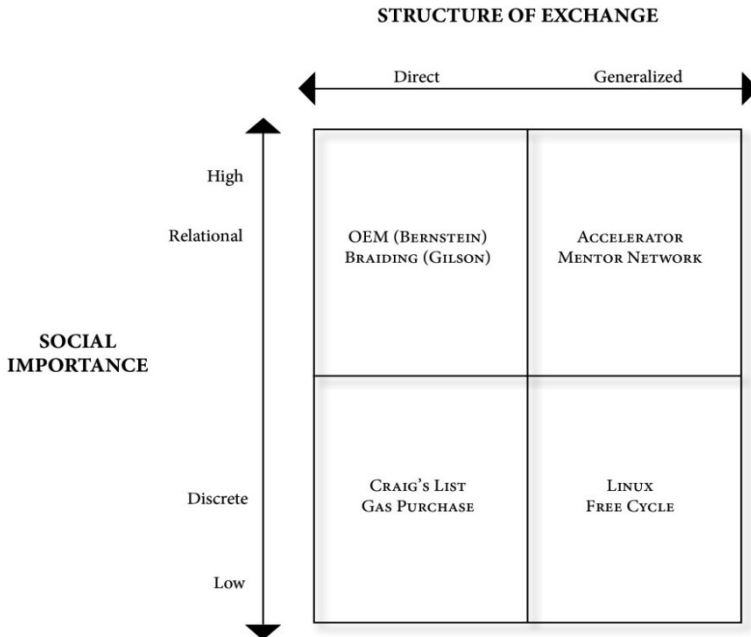 STRUCTURE OF EXCHANGE
Direct
Generalized
High
Relational
OEM (BERNSTEIN)
BRAIDING (GILSON)
ACCELERATOR
MENTOR NETWORK
SOCIAL
IMPORTANCE
Discrete
CRAIG'S LIST
GAS PURCHASE
LINUX
FREE CYCLE
Low